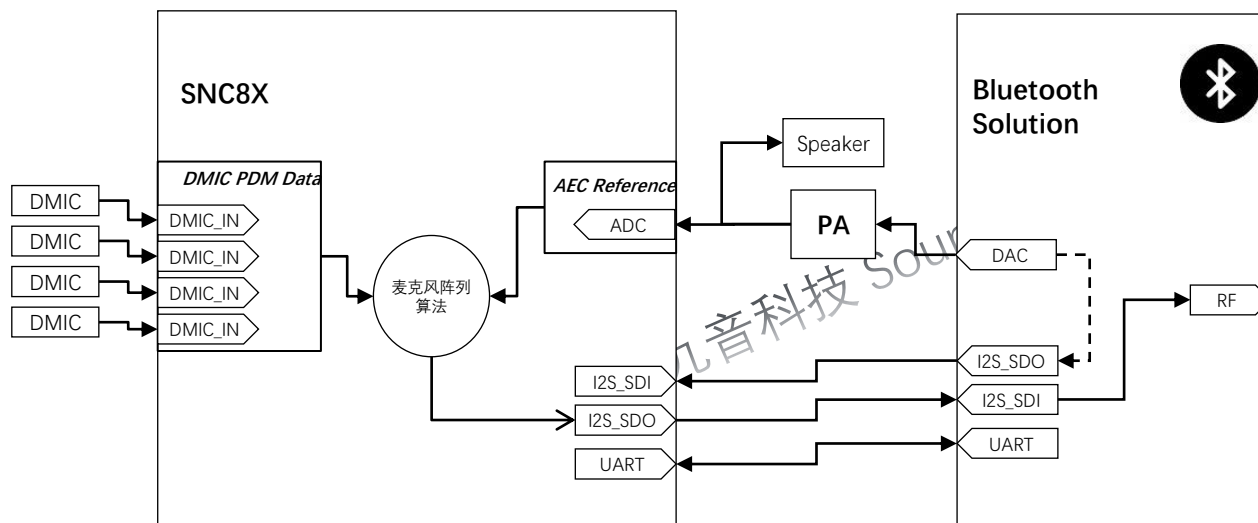 SNC8X
Bluetooth
Solution
DMIC PDM Data
AEC Reference
Speaker
PA
ADC
DAC
RF
DMIC
DMIC
DMIC
DMIC
DMIC_IN
DMIC_IN
DMIC_IN
DMIC_IN
麦克风阵列
算法
I2S_SDI
I2S_SDO
UART
I2S_SDO
I2S_SDI
UART
音科技 Sour